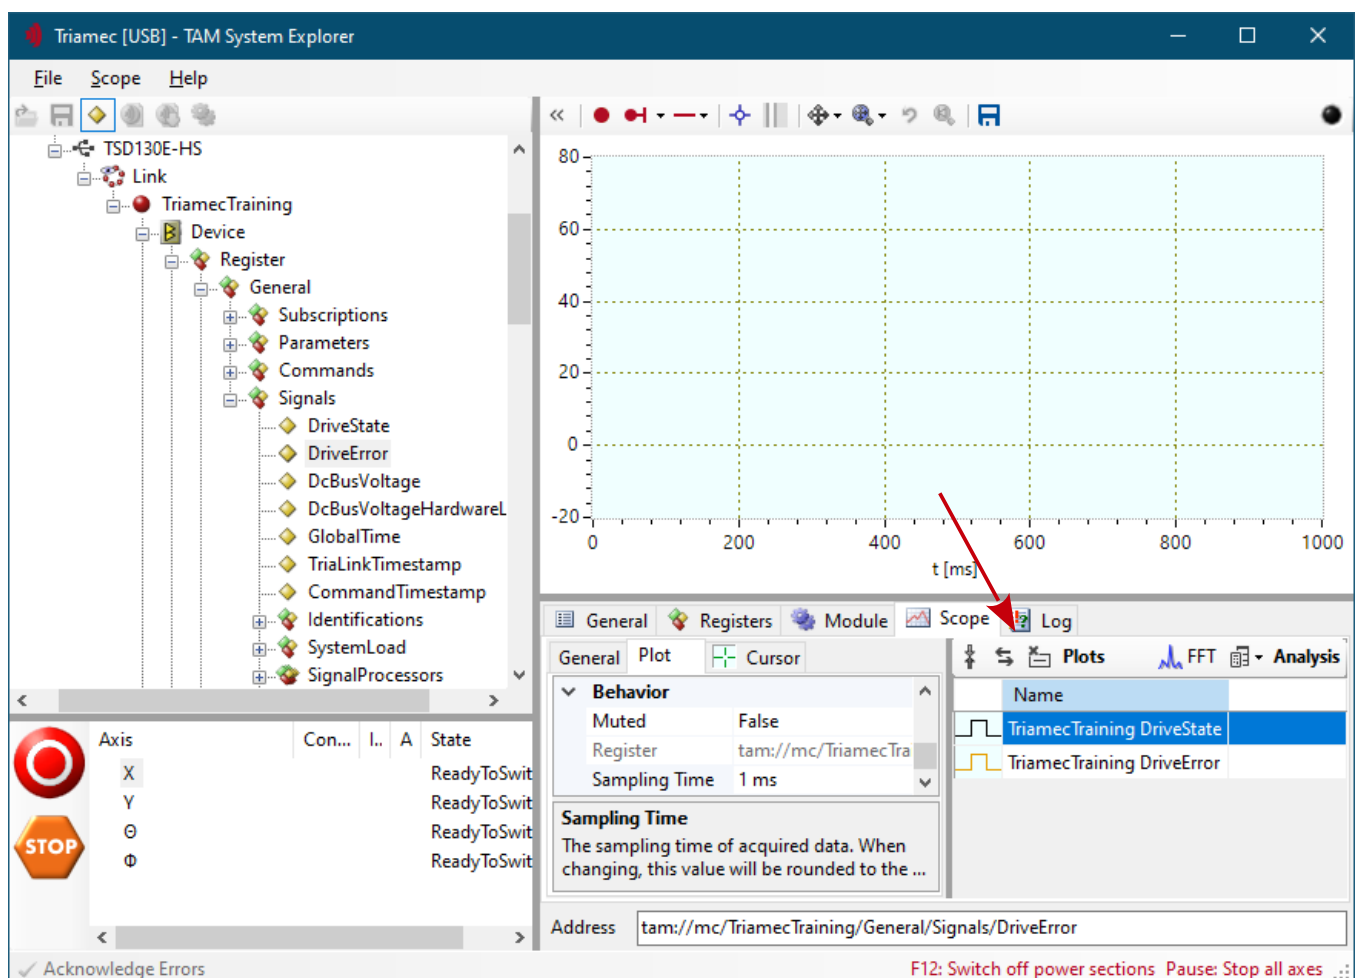 Triamec [USB] - TAM System Explorer
File Scope Help
TSD130E-HS
Link
TriamecTraining
Device
Register
General
Subscriptions
Parameters
Commands
Signals
DriveState
DriveError
DcBusVoltage
DcBusVoltageHardwareL
GlobalTime
TriaLinkTimestamp
CommandTimestamp
Identifications
SystemLoad
SignalProcessors
80
60
40
20
0
-20
0 200 400 600 800 1000
t [ms]
General Registers Module Scope Log
General Plot Cursor
Behavior
Muted False
Register tam://mc/TriamecTra
Sampling Time 1 ms
Sampling Time
The sampling time of acquired data. When
changing, this value will be rounded to the ...
Plots FFT Analysis
Name
TriamecTraining DriveState
TriamecTraining DriveError
Address tam://mc/TriamecTraining/General/Signals/DriveError
STOP
Axis Con... I.. A State
X ReadyToSwit
Y ReadyToSwit
Θ ReadyToSwit
Φ ReadyToSwit
Acknowledge Errors
F12: Switch off power sections Pause: Stop all axes